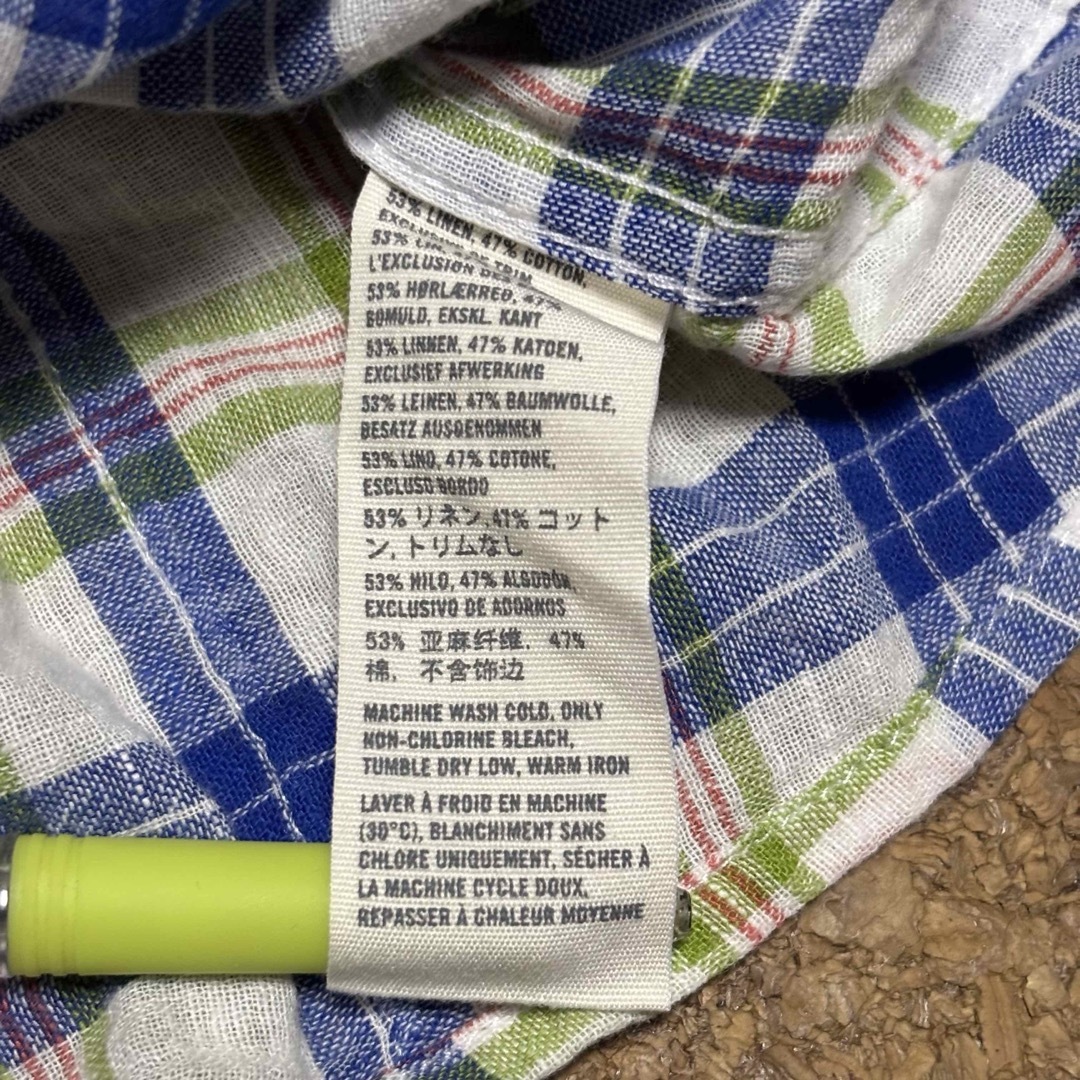 53% LINEN, 47% COTTON,
53% LIN,
L'EXCLUSION DE
53% HØRLÆRRED, 47%
BOMULD, EKSKL. KANT
53% LINNEN, 47% KATOEN,
EXCLUSIEF AFWERKING
53% LEINEN, 47% BAUMWOLLE,
BESATZ AUSGENOMMEN
53% LINO, 47% COTONE,
ESCLUSO BORDO
53% リネン, 47% コット
ン, トリムなし
53% HILO, 47% ALGODÓN,
EXCLUSIVO DE ADORNOS
53% 亚麻纤维, 47%
棉, 不含饰边
MACHINE WASH COLD, ONLY
NON-CHLORINE BLEACH,
TUMBLE DRY LOW, WARM IRON
LAVER À FROID EN MACHINE
(30°C), BLANCHIMENT SANS
CHLORE UNIQUEMENT, SÉCHER À
LA MACHINE CYCLE DOUX,
REPASSER À CHALEUR MOYENNE